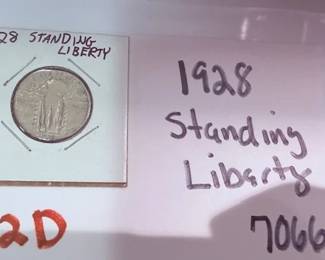 28 STANDING
LIBERTY
1928
Standing
Liberty
2D
7066